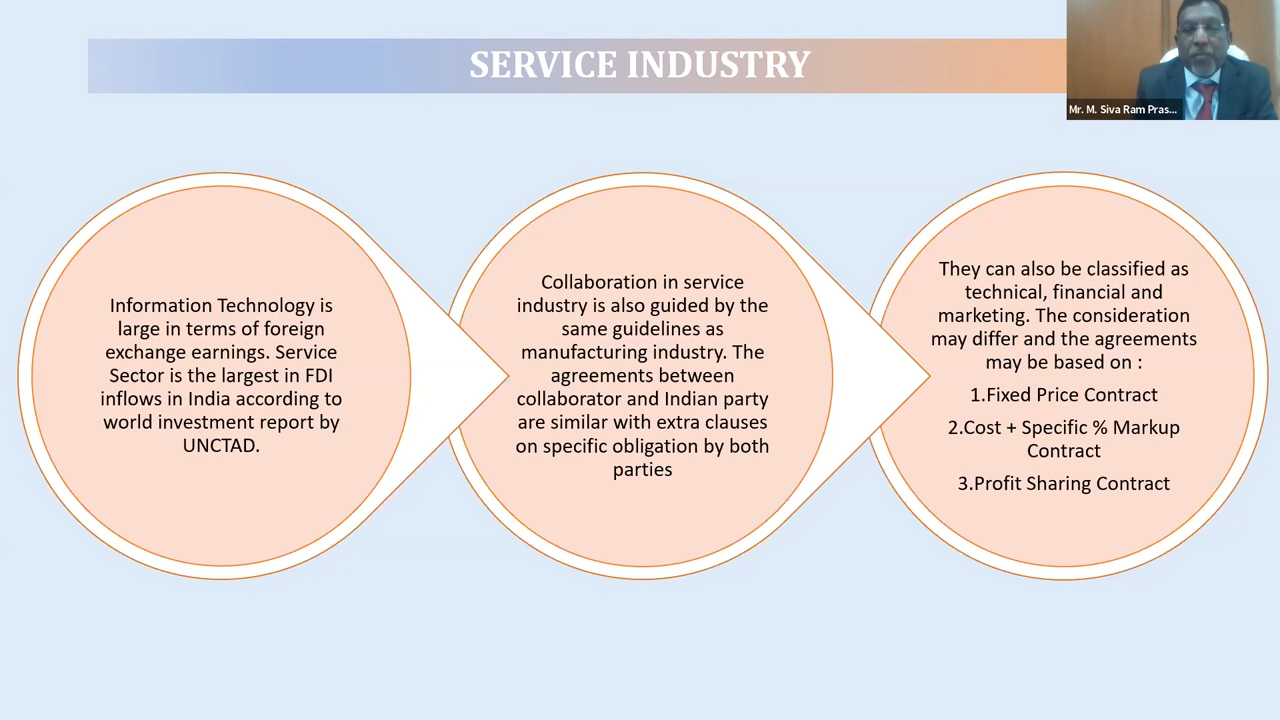 SERVICE INDUSTRY
Mr. M. Siva Ram Pras...
Information Technology is
large in terms of foreign
exchange earnings. Service
Sector is the largest in FDI
inflows in India according to
world investment report by
UNCTAD.
Collaboration in service
industry is also guided by the
same guidelines as
manufacturing industry. The
agreements between
collaborator and Indian party
are similar with extra clauses
on specific obligation by both
parties
They can also be classified as
technical, financial and
marketing. The consideration
may differ and the agreements
may be based on :
1.Fixed Price Contract
2.Cost + Specific % Markup
Contract
3.Profit Sharing Contract